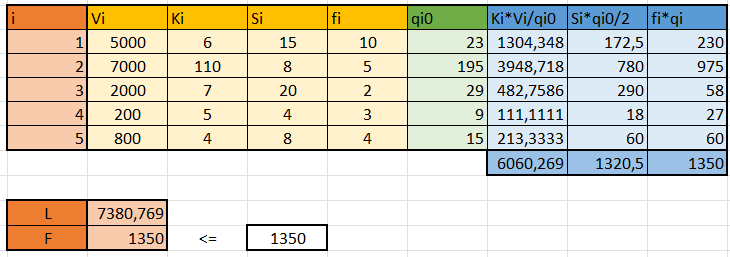 i Vi Ki Si fi qi0 Ki*Vi/qi0 Si*qi0/2 fi*qi
1 5000 6 15 10 23 1304,348 172,5 230
2 7000 110 8 5 195 3948,718 780 975
3 2000 7 20 2 29 482,7586 290 58
4 200 5 4 3 9 111,1111 18 27
5 800 4 8 4 15 213,3333 60 60
6060,269 1320,5 1350
L 7380,769
F 1350 <= 1350